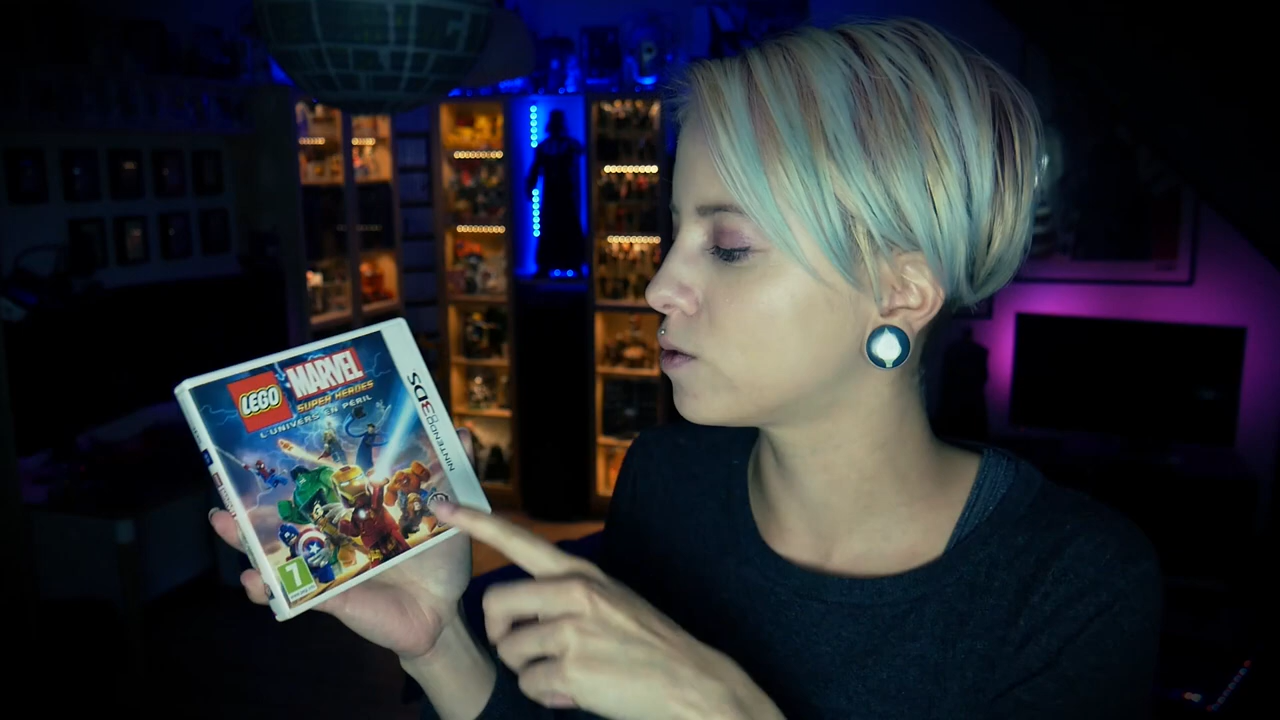 LEGO
MARVEL
SUPER HEROES
L'UNIVERS EN PÉRIL
NINTENDO 3DS
7